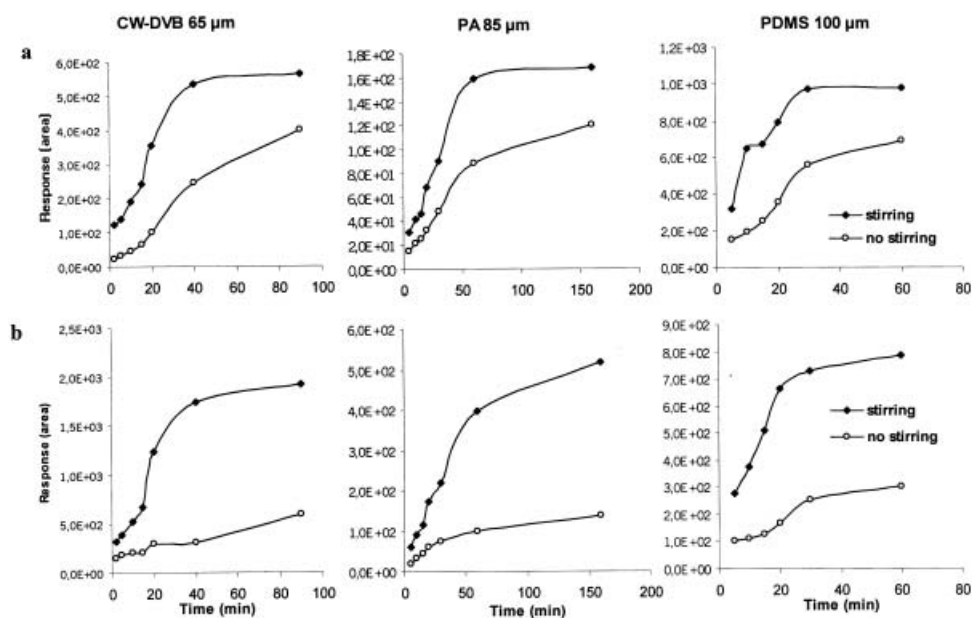 CW-DVB 65 µm
PA 85 µm
PDMS 100 µm
a
Response (area)
6,0E+02
5,0E+02
4,0E+02
3,0E+02
2,0E+02
1,0E+02
0,0E+00
0 20 40 60 80 100
1,8E+02
1,6E+02
1,4E+02
1,2E+02
1,0E+02
8,0E+01
6,0E+01
4,0E+01
2,0E+01
0,0E+00
0 50 100 150 200
1,2E+03
1,0E+03
8,0E+02
6,0E+02
4,0E+02
2,0E+02
0,0E+00
0 20 40 60 80
stirring
no stirring
b
Response (area)
2,5E+03
2,0E+03
1,5E+03
1,0E+03
5,0E+02
0,0E+00
0 20 40 60 80 100
Time (min)
6,0E+02
5,0E+02
4,0E+02
3,0E+02
2,0E+02
1,0E+02
0,0E+00
0 50 100 150 200
Time (min)
9,0E+02
8,0E+02
7,0E+02
6,0E+02
5,0E+02
4,0E+02
3,0E+02
2,0E+02
1,0E+02
0,0E+00
0 20 40 60 80
Time (min)
stirring
no stirring